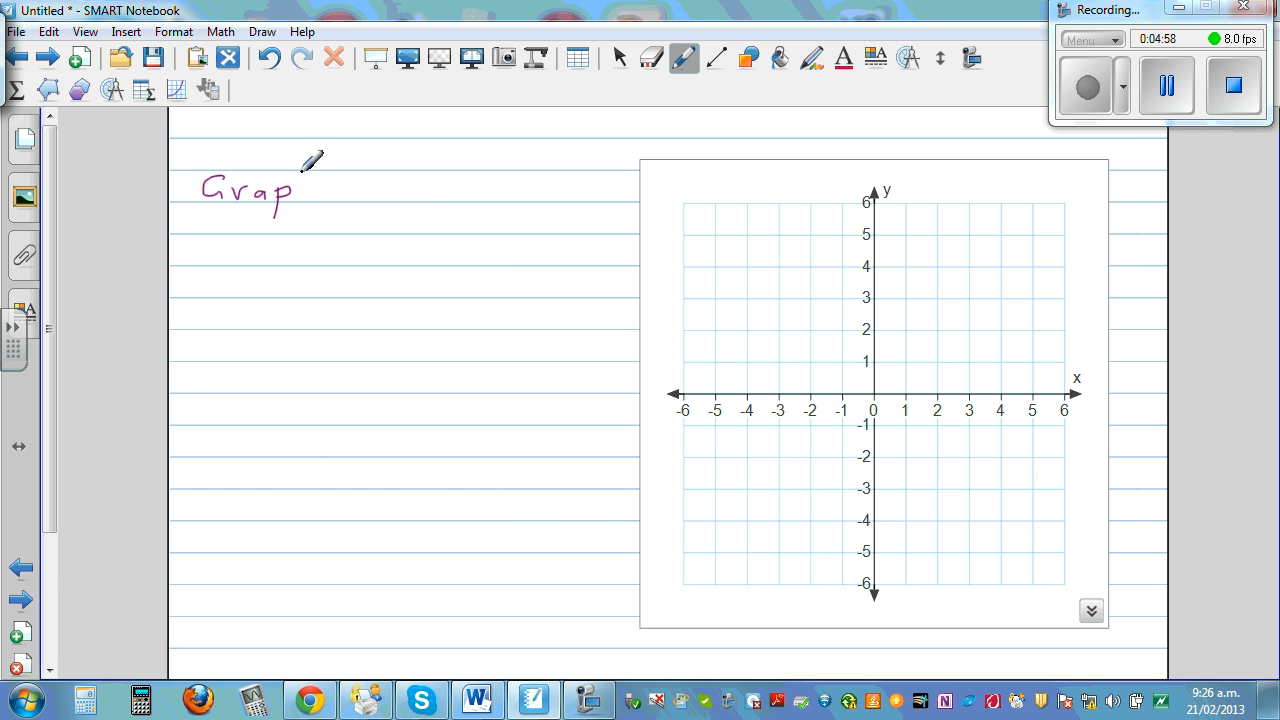 Untitled * - SMART Notebook
Recording...
File Edit View Insert Format Math Draw Help
Menu 0:04:58 8.0 fps
Grap
y
6
5
4
3
2
1
x
-6 -5 -4 -3 -2 -1 0 1 2 3 4 5 6
-1
-2
-3
-4
-5
-6
9:26 a.m.
21/02/2013